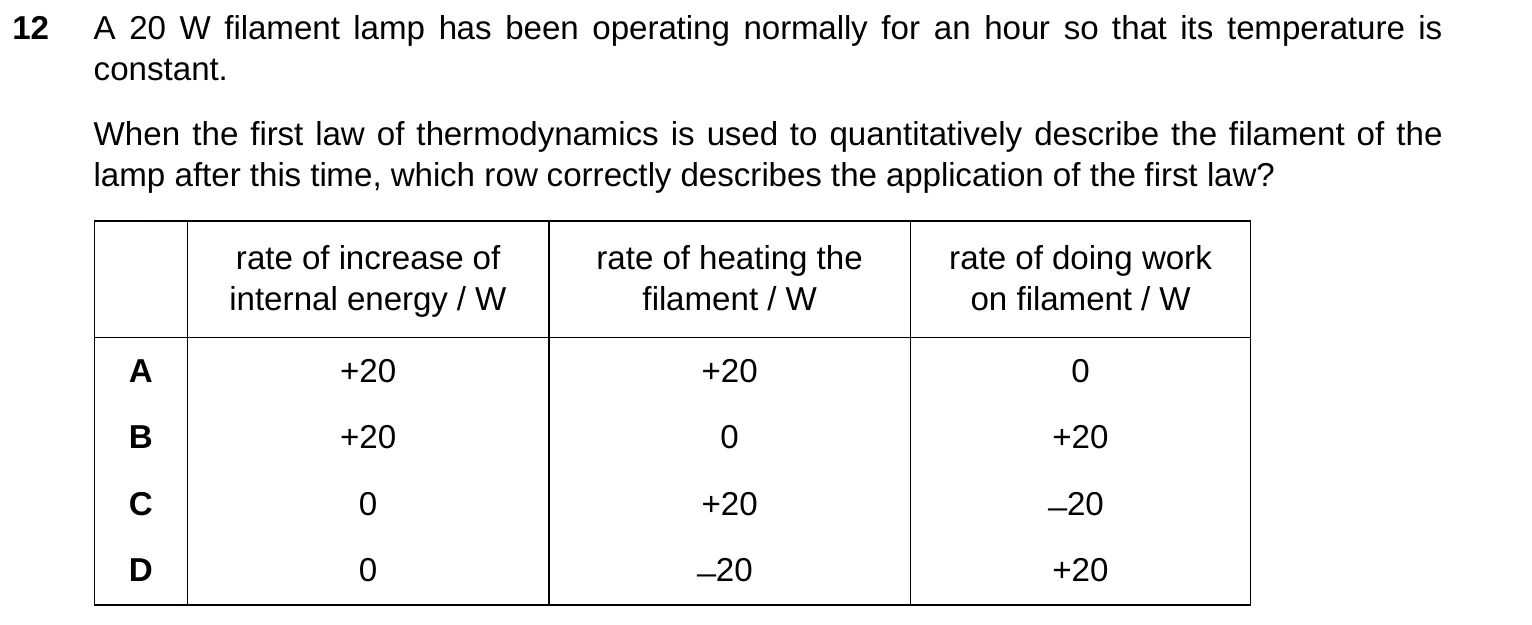 12 A 20 W filament lamp has been operating normally for an hour so that its temperature is
constant.
When the first law of thermodynamics is used to quantitatively describe the filament of the
lamp after this time, which row correctly describes the application of the first law?
rate of increase of internal energy / W rate of heating the filament / W rate of doing work on filament / W
A +20 +20 0
B +20 0 +20
C 0 +20 –20
D 0 –20 +20